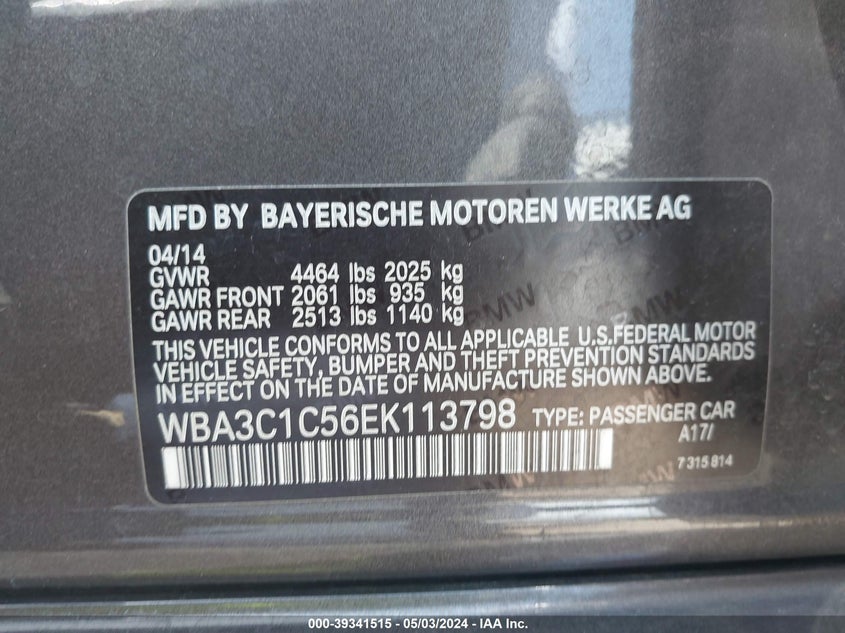 MFD BY BAYERISCHE MOTOREN WERKE AG
04/14
GVWR 4464 lbs 2025 kg
GAWR FRONT 2061 lbs 935 kg
GAWR REAR 2513 lbs 1140 kg
THIS VEHICLE CONFORMS TO ALL APPLICABLE U.S.FEDERAL MOTOR
VEHICLE SAFETY, BUMPER AND THEFT PREVENTION STANDARDS
IN EFFECT ON THE DATE OF MANUFACTURE SHOWN ABOVE.
WBA3C1C56EK113798 TYPE: PASSENGER CAR
A17/
7315814
000-39341515 - 05/03/2024 - IAA Inc.